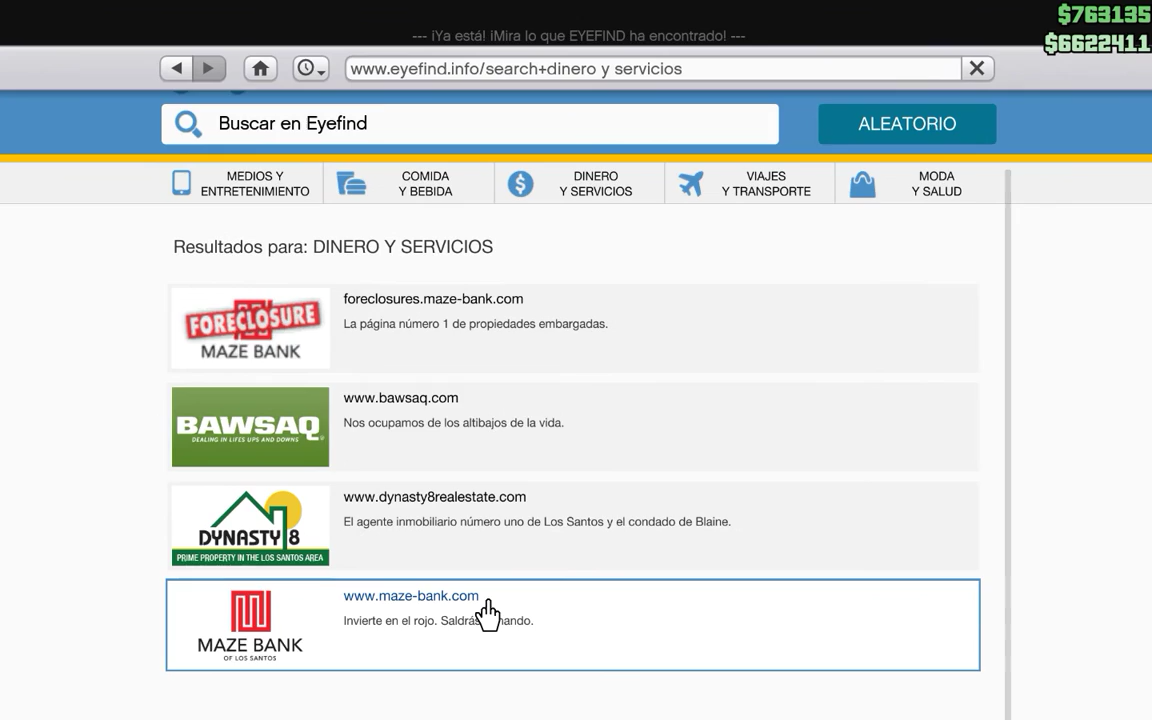 $763135
--- ¡Ya está! ¡Mira lo que EYEFIND ha encontrado! ---
$6622411
www.eyefind.info/search+dinero y servicios
Buscar en Eyefind
ALEATORIO
MEDIOS Y
ENTRETENIMIENTO
COMIDA
Y BEBIDA
DINERO
Y SERVICIOS
VIAJES
Y TRANSPORTE
MODA
Y SALUD
Resultados para: DINERO Y SERVICIOS
FORECLOSURE
MAZE BANK
foreclosures.maze-bank.com
La página número 1 de propiedades embargadas.
BAWSAQ
DEALING IN LIFES UPS AND DOWNS
www.bawsaq.com
Nos ocupamos de los altibajos de la vida.
DYNASTY 8
PRIME PROPERTY IN THE LOS SANTOS AREA
www.dynasty8realestate.com
El agente inmobiliario número uno de Los Santos y el condado de Blaine.
MAZE BANK
OF LOS SANTOS
www.maze-bank.com
Invierte en el rojo.